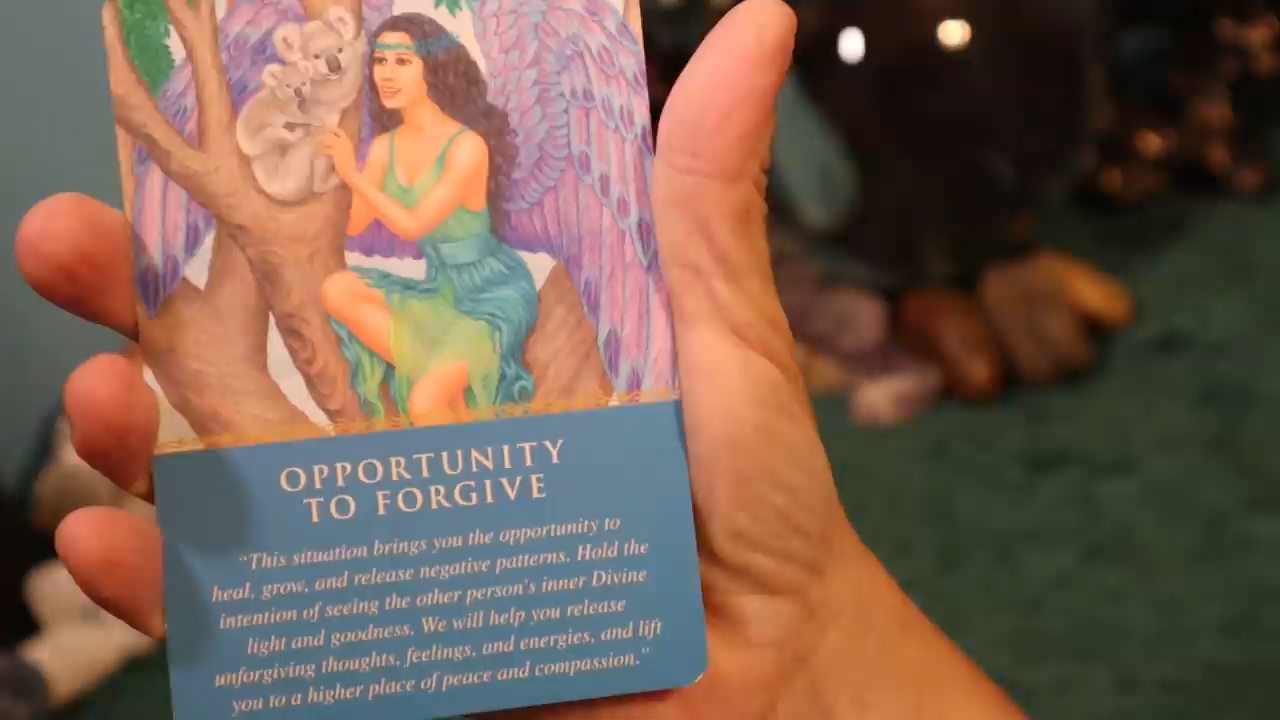 OPPORTUNITY
TO FORGIVE
"This situation brings you the opportunity to
heal, grow, and release negative patterns. Hold the
intention of seeing the other person's inner Divine
light and goodness. We will help you release
unforgiving thoughts, feelings, and energies, and lift
you to a higher place of peace and compassion."